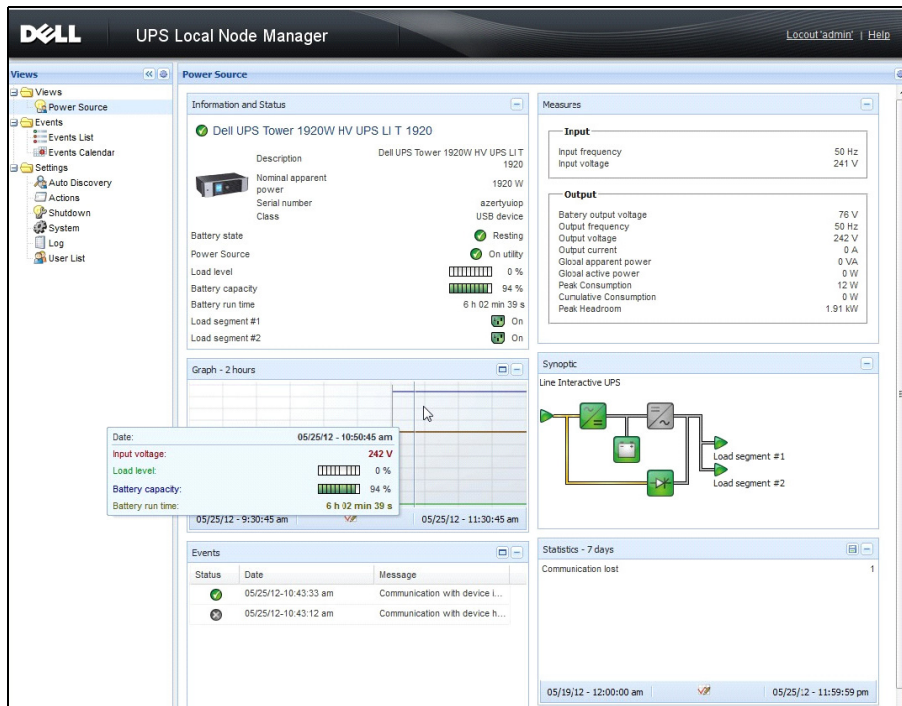 DELL
UPS Local Node Manager
Locout 'admin' | Help
Views
Views
Power Source
Events
Events List
Events Calendar
Settings
Auto Discovery
Actions
Shutdown
System
Log
User List
Power Source
Information and Status
Dell UPS Tower 1920W HV UPS LI T 1920
Description
Dell UPS Tower 1920W HV UPS LI T
1920
Nominal apparent
power
1920 W
Serial number
azertyuiop
Class
USB device
Battery state
Resting
Power Source
On utility
Load level
0 %
Battery capacity
94 %
Battery run time
6 h 02 min 39 s
Load segment #1
On
Load segment #2
On
Measures
Input
Input frequency
50 Hz
Input voltage
241 V
Output
Battery output voltage
76 V
Output frequency
50 Hz
Output voltage
242 V
Output current
0 A
Global apparent power
0 VA
Global active power
0 W
Peak Consumption
12 W
Cumulative Consumption
0 W
Peak Headroom
1.91 kW
Graph - 2 hours
Date:
05/25/12 - 10:50:45 am
Input voltage:
242 V
Load level:
0 %
Battery capacity:
94 %
Battery run time:
6 h 02 min 39 s
05/25/12 - 9:30:45 am
05/25/12 - 11:30:45 am
Synoptic
Line Interactive UPS
Load segment #1
Load segment #2
Events
Status
Date
Message
05/25/12-10:43:33 am
Communication with device i...
05/25/12-10:43:12 am
Communication with device h...
Statistics - 7 days
Communication lost
1
05/19/12 - 12:00:00 am
05/25/12 - 11:59:59 pm